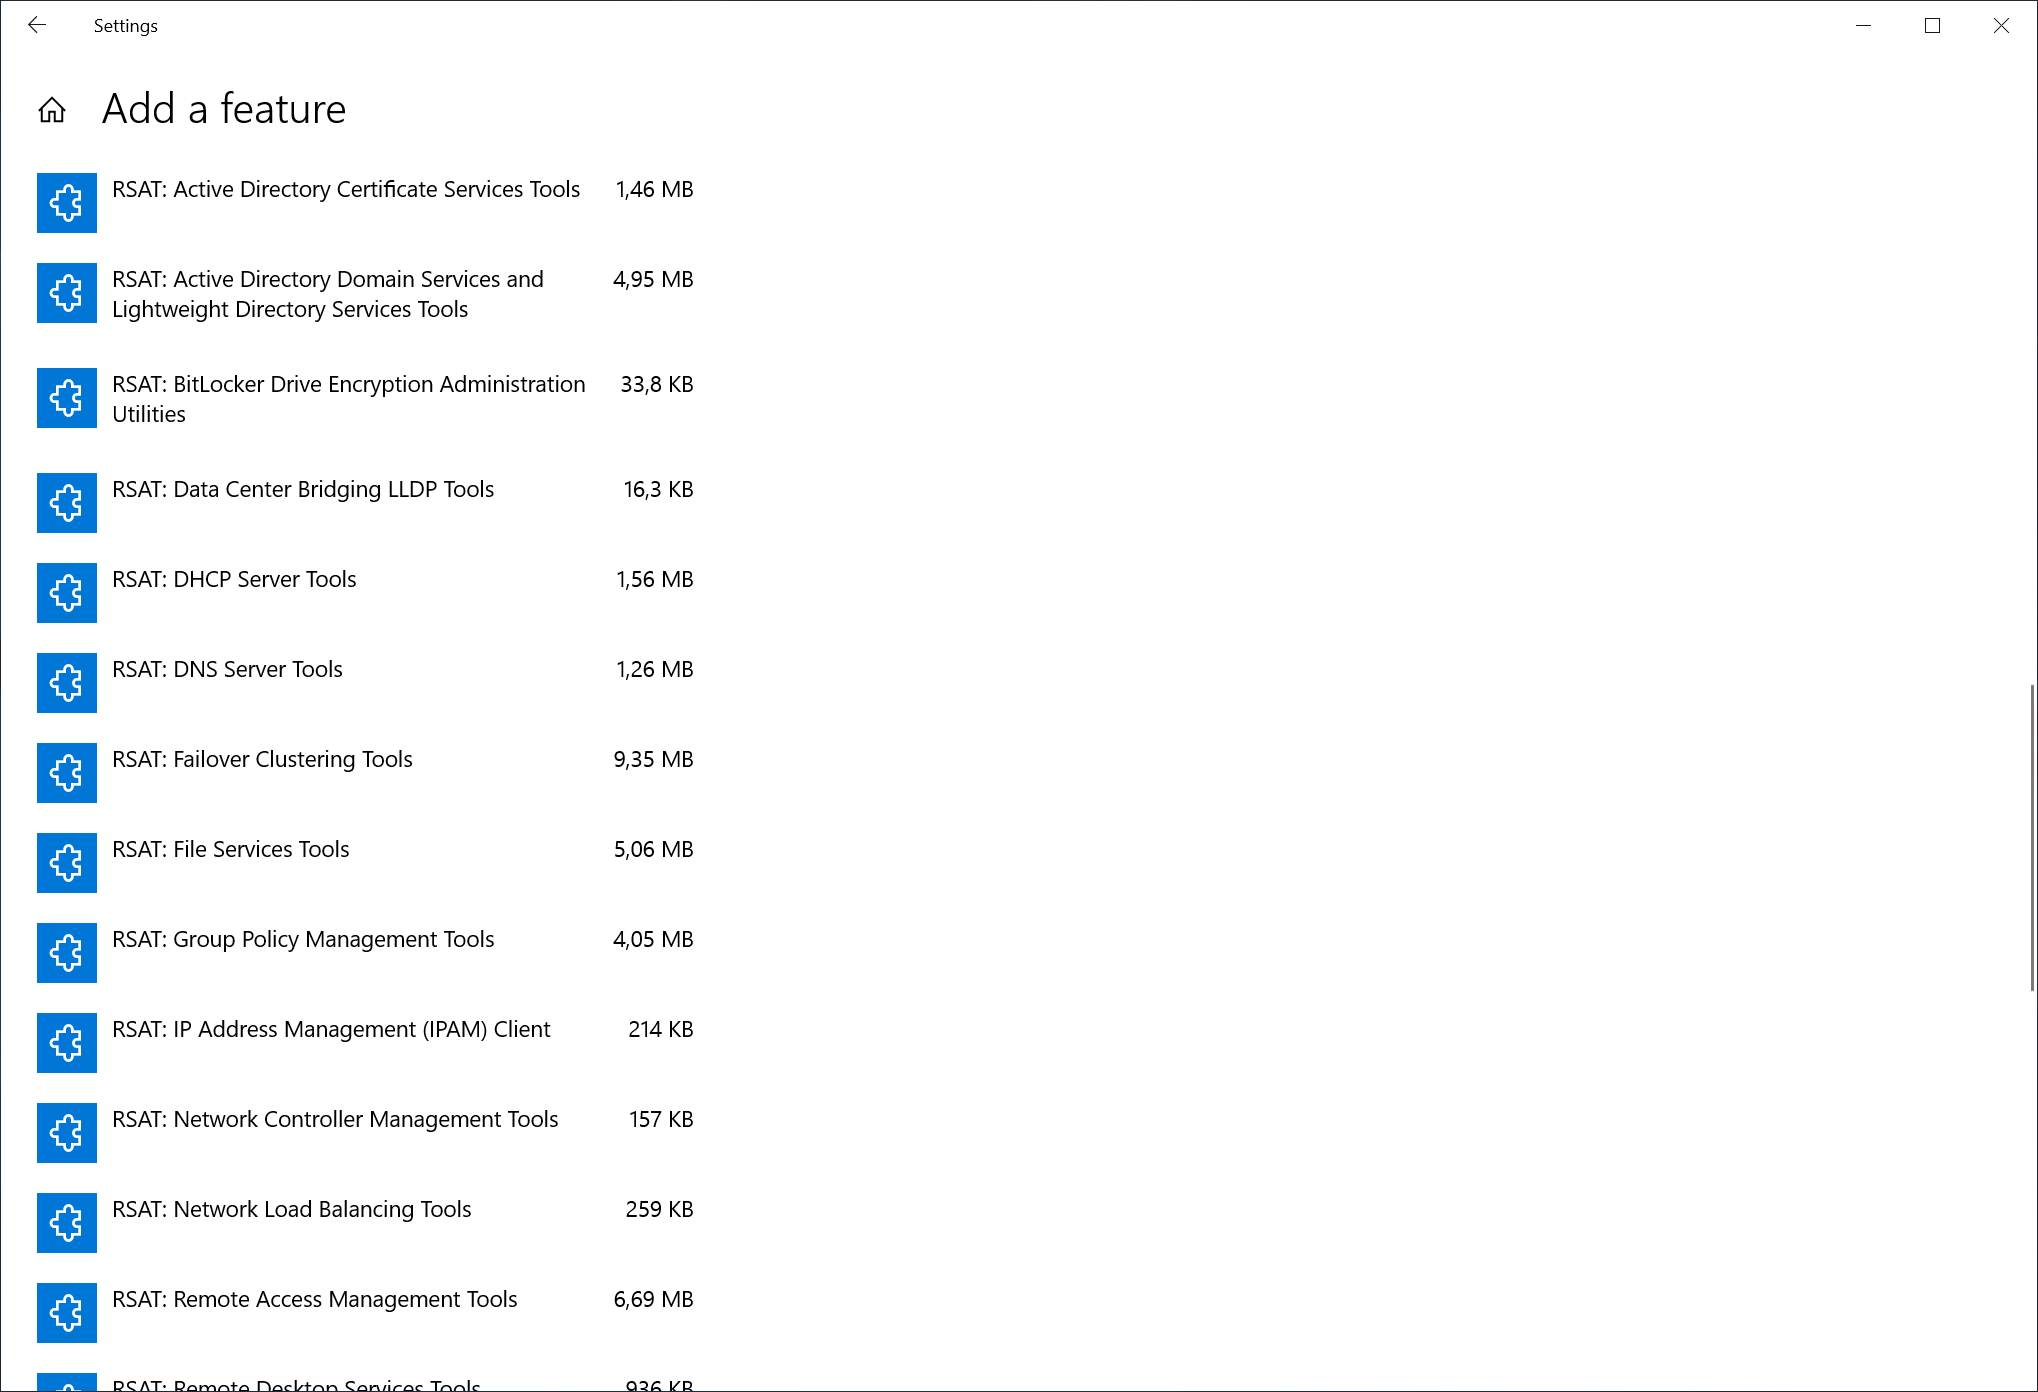 Settings
Add a feature
RSAT: Active Directory Certificate Services Tools 1,46 MB
RSAT: Active Directory Domain Services and 4,95 MB
Lightweight Directory Services Tools
RSAT: BitLocker Drive Encryption Administration 33,8 KB
Utilities
RSAT: Data Center Bridging LLDP Tools 16,3 KB
RSAT: DHCP Server Tools 1,56 MB
RSAT: DNS Server Tools 1,26 MB
RSAT: Failover Clustering Tools 9,35 MB
RSAT: File Services Tools 5,06 MB
RSAT: Group Policy Management Tools 4,05 MB
RSAT: IP Address Management (IPAM) Client 214 KB
RSAT: Network Controller Management Tools 157 KB
RSAT: Network Load Balancing Tools 259 KB
RSAT: Remote Access Management Tools 6,69 MB
RSAT: Remote Desktop Services Tools 936 KB